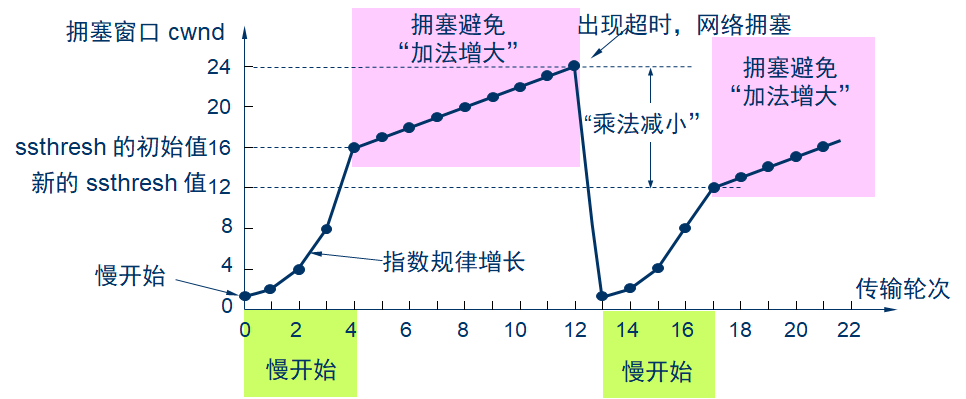 拥塞窗口 cwnd
拥塞避免
“加法增大”
出现超时，网络拥塞
拥塞避免
“加法增大”
24
20
“乘法减小”
ssthresh 的初始值16
新的 ssthresh 值12
8
4
0
指数规律增长
慢开始
传输轮次
0 2 4 6 8 10 12 14 16 18 20 22
慢开始
慢开始